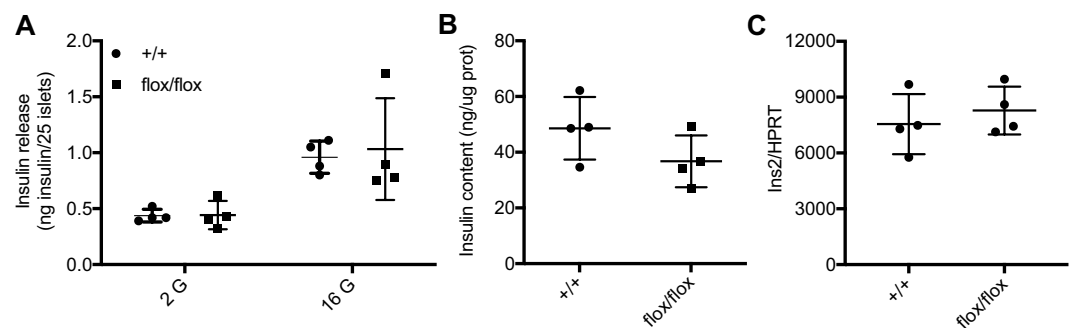 A
Insulin release
(ng insulin/25 islets)
2.0
1.5
1.0
0.5
0.0
+/+
flox/flox
2 G
16 G
B
Insulin content (ng/ug prot)
80
60
40
20
0
+/+
flox/flox
C
Ins2/HPRT
12000
9000
6000
3000
0
+/+
flox/flox